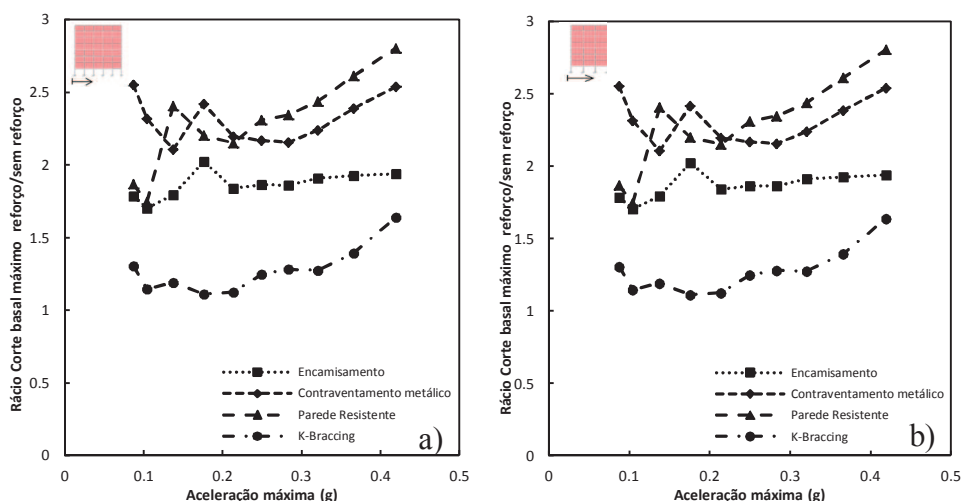 3
2.5
2
1.5
1
0.5
0
0
0.1
0.2
0.3
0.4
0.5
Rácio Corte basal máximo reforço/sem reforço
Aceleração máxima (g)
Encamisamento
Contraventamento metálico
Parede Resistente
K-Braccing
a)
3
2.5
2
1.5
1
0.5
0
0
0.1
0.2
0.3
0.4
0.5
Rácio Corte basal máximo reforço/sem reforço
Aceleração máxima (g)
Encamisamento
Contraventamento metálico
Parede Resistente
K-Braccing
b)